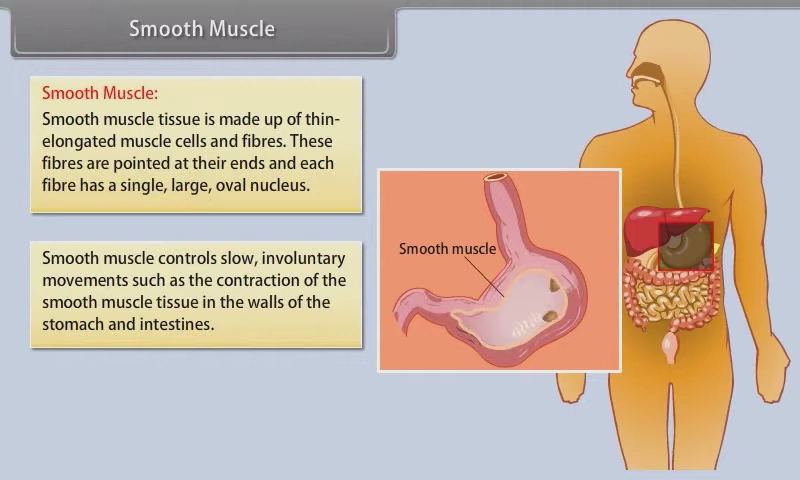 Smooth Muscle
Smooth Muscle:
Smooth muscle tissue is made up of thin-
elongated muscle cells and fibres. These
fibres are pointed at their ends and each
fibre has a single, large, oval nucleus.
Smooth muscle controls slow, involuntary
movements such as the contraction of the
smooth muscle tissue in the walls of the
stomach and intestines.
Smooth muscle